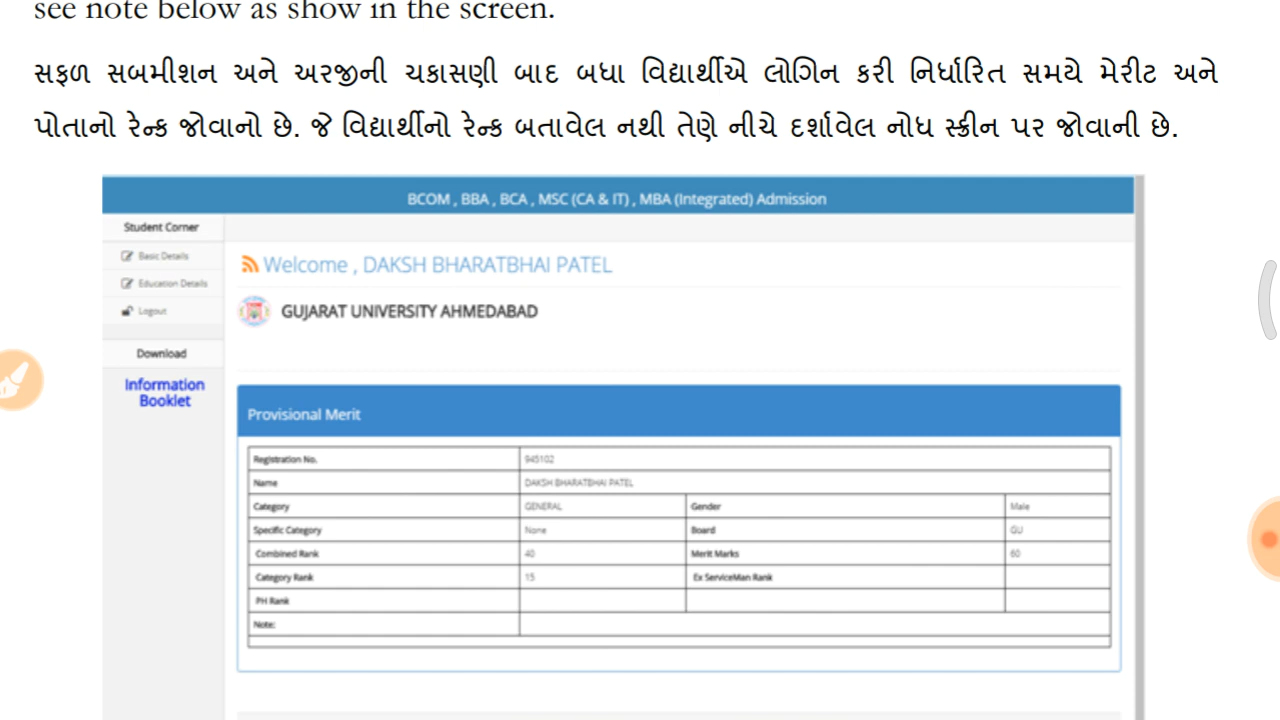 see note below as show in the screen.
સફળ સબમીશન અને અરજીની ચકાસણી બાદ બધા વિદ્યાર્થીએ લોગિન કરી નિર્ધારિત સમયે મેરીટ અને
પોતાનો રેન્ક જોવાનો છે. જે વિદ્યાર્થીનો રેન્ક બતાવેલ નથી તેણે નીચે દર્શાવેલ નોધ સ્ક્રીન પર જોવાની છે.
BCOM , BBA , BCA , MSC (CA & IT) , MBA (Integrated) Admission
Student Corner
Basic Details
Education Details
Logout
Download
Information
Booklet
Welcome , DAKSH BHARATBHAI PATEL
GUJARAT UNIVERSITY AHMEDABAD
Provisional Merit
Registration No. 945102
Name DAKSH BHARATBHAI PATEL
Category GENERAL Gender Male
Specific Category None Board GU
Combined Rank 40 Merit Marks 60
Category Rank 15 Ex ServiceMan Rank
PH Rank
Note: